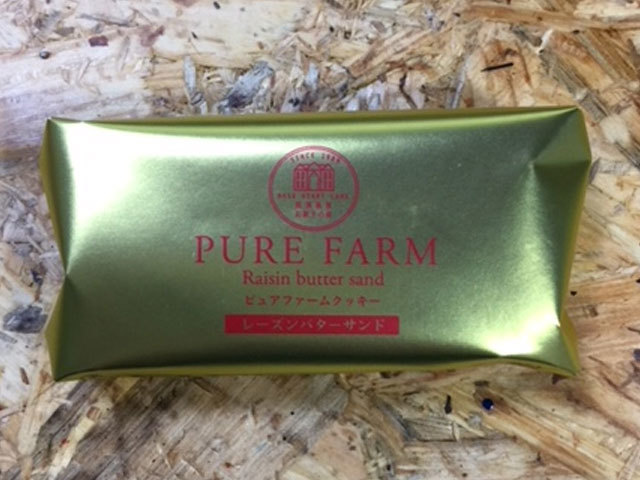 PURE FARM
Raisin butter sand
ピュアファームクッキー
レーズンバターサンド